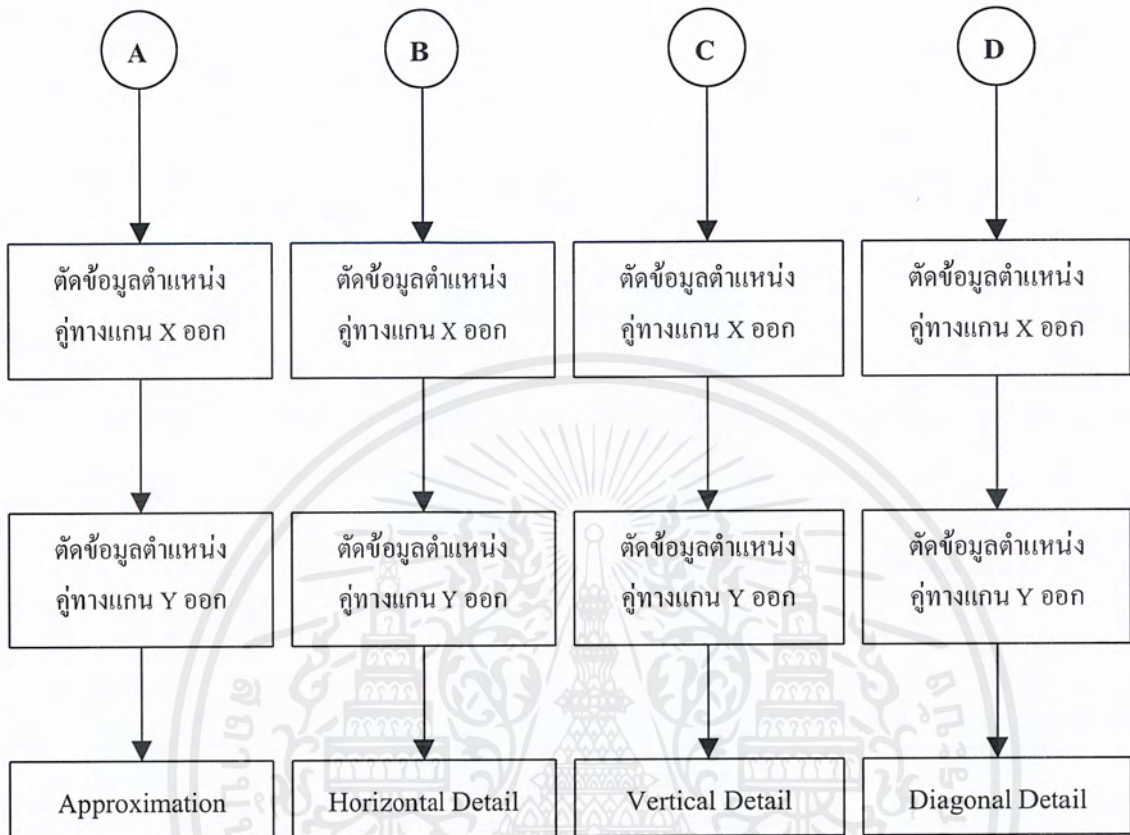 A
B
C
D
ตัดข้อมูลตำแหน่ง
คู่ทางแกน X ออก
ตัดข้อมูลตำแหน่ง
คู่ทางแกน X ออก
ตัดข้อมูลตำแหน่ง
คู่ทางแกน X ออก
ตัดข้อมูลตำแหน่ง
คู่ทางแกน X ออก
ตัดข้อมูลตำแหน่ง
คู่ทางแกน Y ออก
ตัดข้อมูลตำแหน่ง
คู่ทางแกน Y ออก
ตัดข้อมูลตำแหน่ง
คู่ทางแกน Y ออก
ตัดข้อมูลตำแหน่ง
คู่ทางแกน Y ออก
Approximation
Horizontal Detail
Vertical Detail
Diagonal Detail